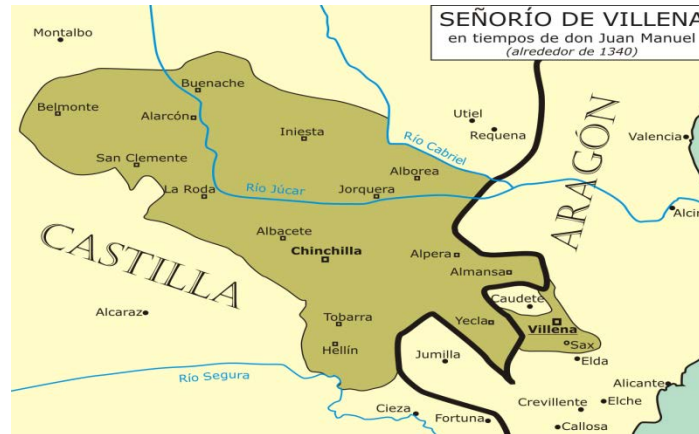 SEÑORÍO DE VILLENA
en tiempos de don Juan Manuel
(alrededor de 1340)
Montalbo
Buenache
Belmonte
Alarcón
Utiel
Requena
Valencia
Iniesta
Río Cabriel
San Clemente
Alborea
La Roda
Río Júcar
Jorquera
ARAGÓN
Alcir
Albacete
Chinchilla
Alpera
Almansa
CASTILLA
Caudete
Alcaraz
Tobarra
Yecla
Villena
Sax
Hellín
Jumilla
Elda
Río Segura
Alicante
Cieza
Fortuna
Crevillente
Elche
Callosa